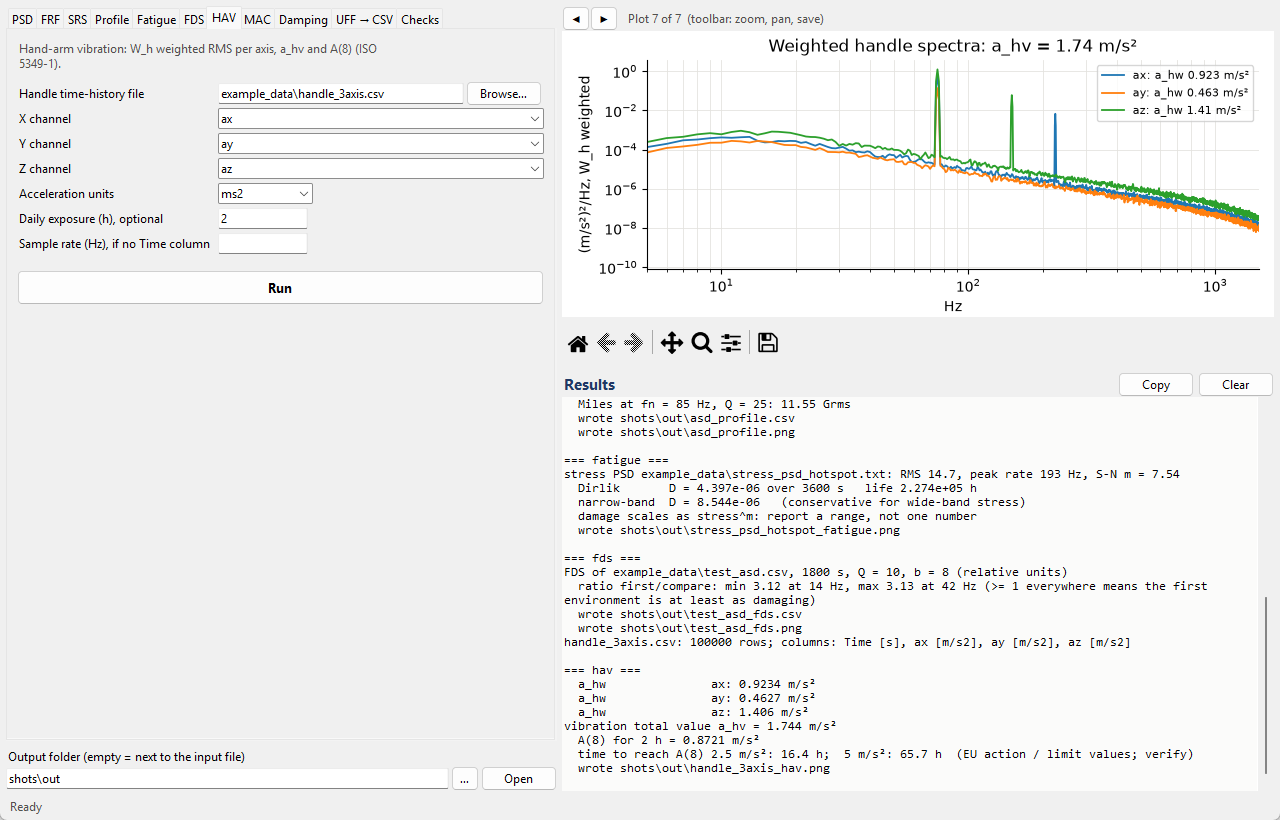 PSD FRF SRS Profile Fatigue FDS HAV MAC Damping UFF → CSV Checks
Hand-arm vibration: W_h weighted RMS per axis, a_hv and A(8) (ISO
5349-1).
Handle time-history file example_data\handle_3axis.csv Browse...
X channel ax
Y channel ay
Z channel az
Acceleration units ms2
Daily exposure (h), optional 2
Sample rate (Hz), if no Time column
Run
Output folder (empty = next to the input file)
shots\out ... Open
Ready
◄ ► Plot 7 of 7 (toolbar: zoom, pan, save)
Weighted handle spectra: a_hv = 1.74 m/s²
(m/s²)²/Hz, W_h weighted
10⁰
10⁻²
10⁻⁴
10⁻⁶
10⁻⁸
10⁻¹⁰
ax: a_hw 0.923 m/s²
ay: a_hw 0.463 m/s²
az: a_hw 1.41 m/s²
10¹ 10² 10³
Hz
Results Copy Clear
Miles at fn = 85 Hz, Q = 25: 11.55 Grms
wrote shots\out\asd_profile.csv
wrote shots\out\asd_profile.png
=== fatigue ===
stress PSD example_data\stress_psd_hotspot.txt: RMS 14.7, peak rate 193 Hz, S-N m = 7.54
Dirlik D = 4.397e-06 over 3600 s life 2.274e+05 h
narrow-band D = 8.544e-06 (conservative for wide-band stress)
damage scales as stress^m: report a range, not one number
wrote shots\out\stress_psd_hotspot_fatigue.png
=== fds ===
FDS of example_data\test_asd.csv, 1800 s, Q = 10, b = 8 (relative units)
ratio first/compare: min 3.12 at 14 Hz, max 3.13 at 42 Hz (>= 1 everywhere means the first
environment is at least as damaging)
wrote shots\out\test_asd_fds.csv
wrote shots\out\test_asd_fds.png
handle_3axis.csv: 100000 rows; columns: Time [s], ax [m/s2], ay [m/s2], az [m/s2]
=== hav ===
a_hw ax: 0.9234 m/s²
a_hw ay: 0.4627 m/s²
a_hw az: 1.406 m/s²
vibration total value a_hv = 1.744 m/s²
A(8) for 2 h = 0.8721 m/s²
time to reach A(8) 2.5 m/s²: 16.4 h; 5 m/s²: 65.7 h (EU action / limit values; verify)
wrote shots\out\handle_3axis_hav.png